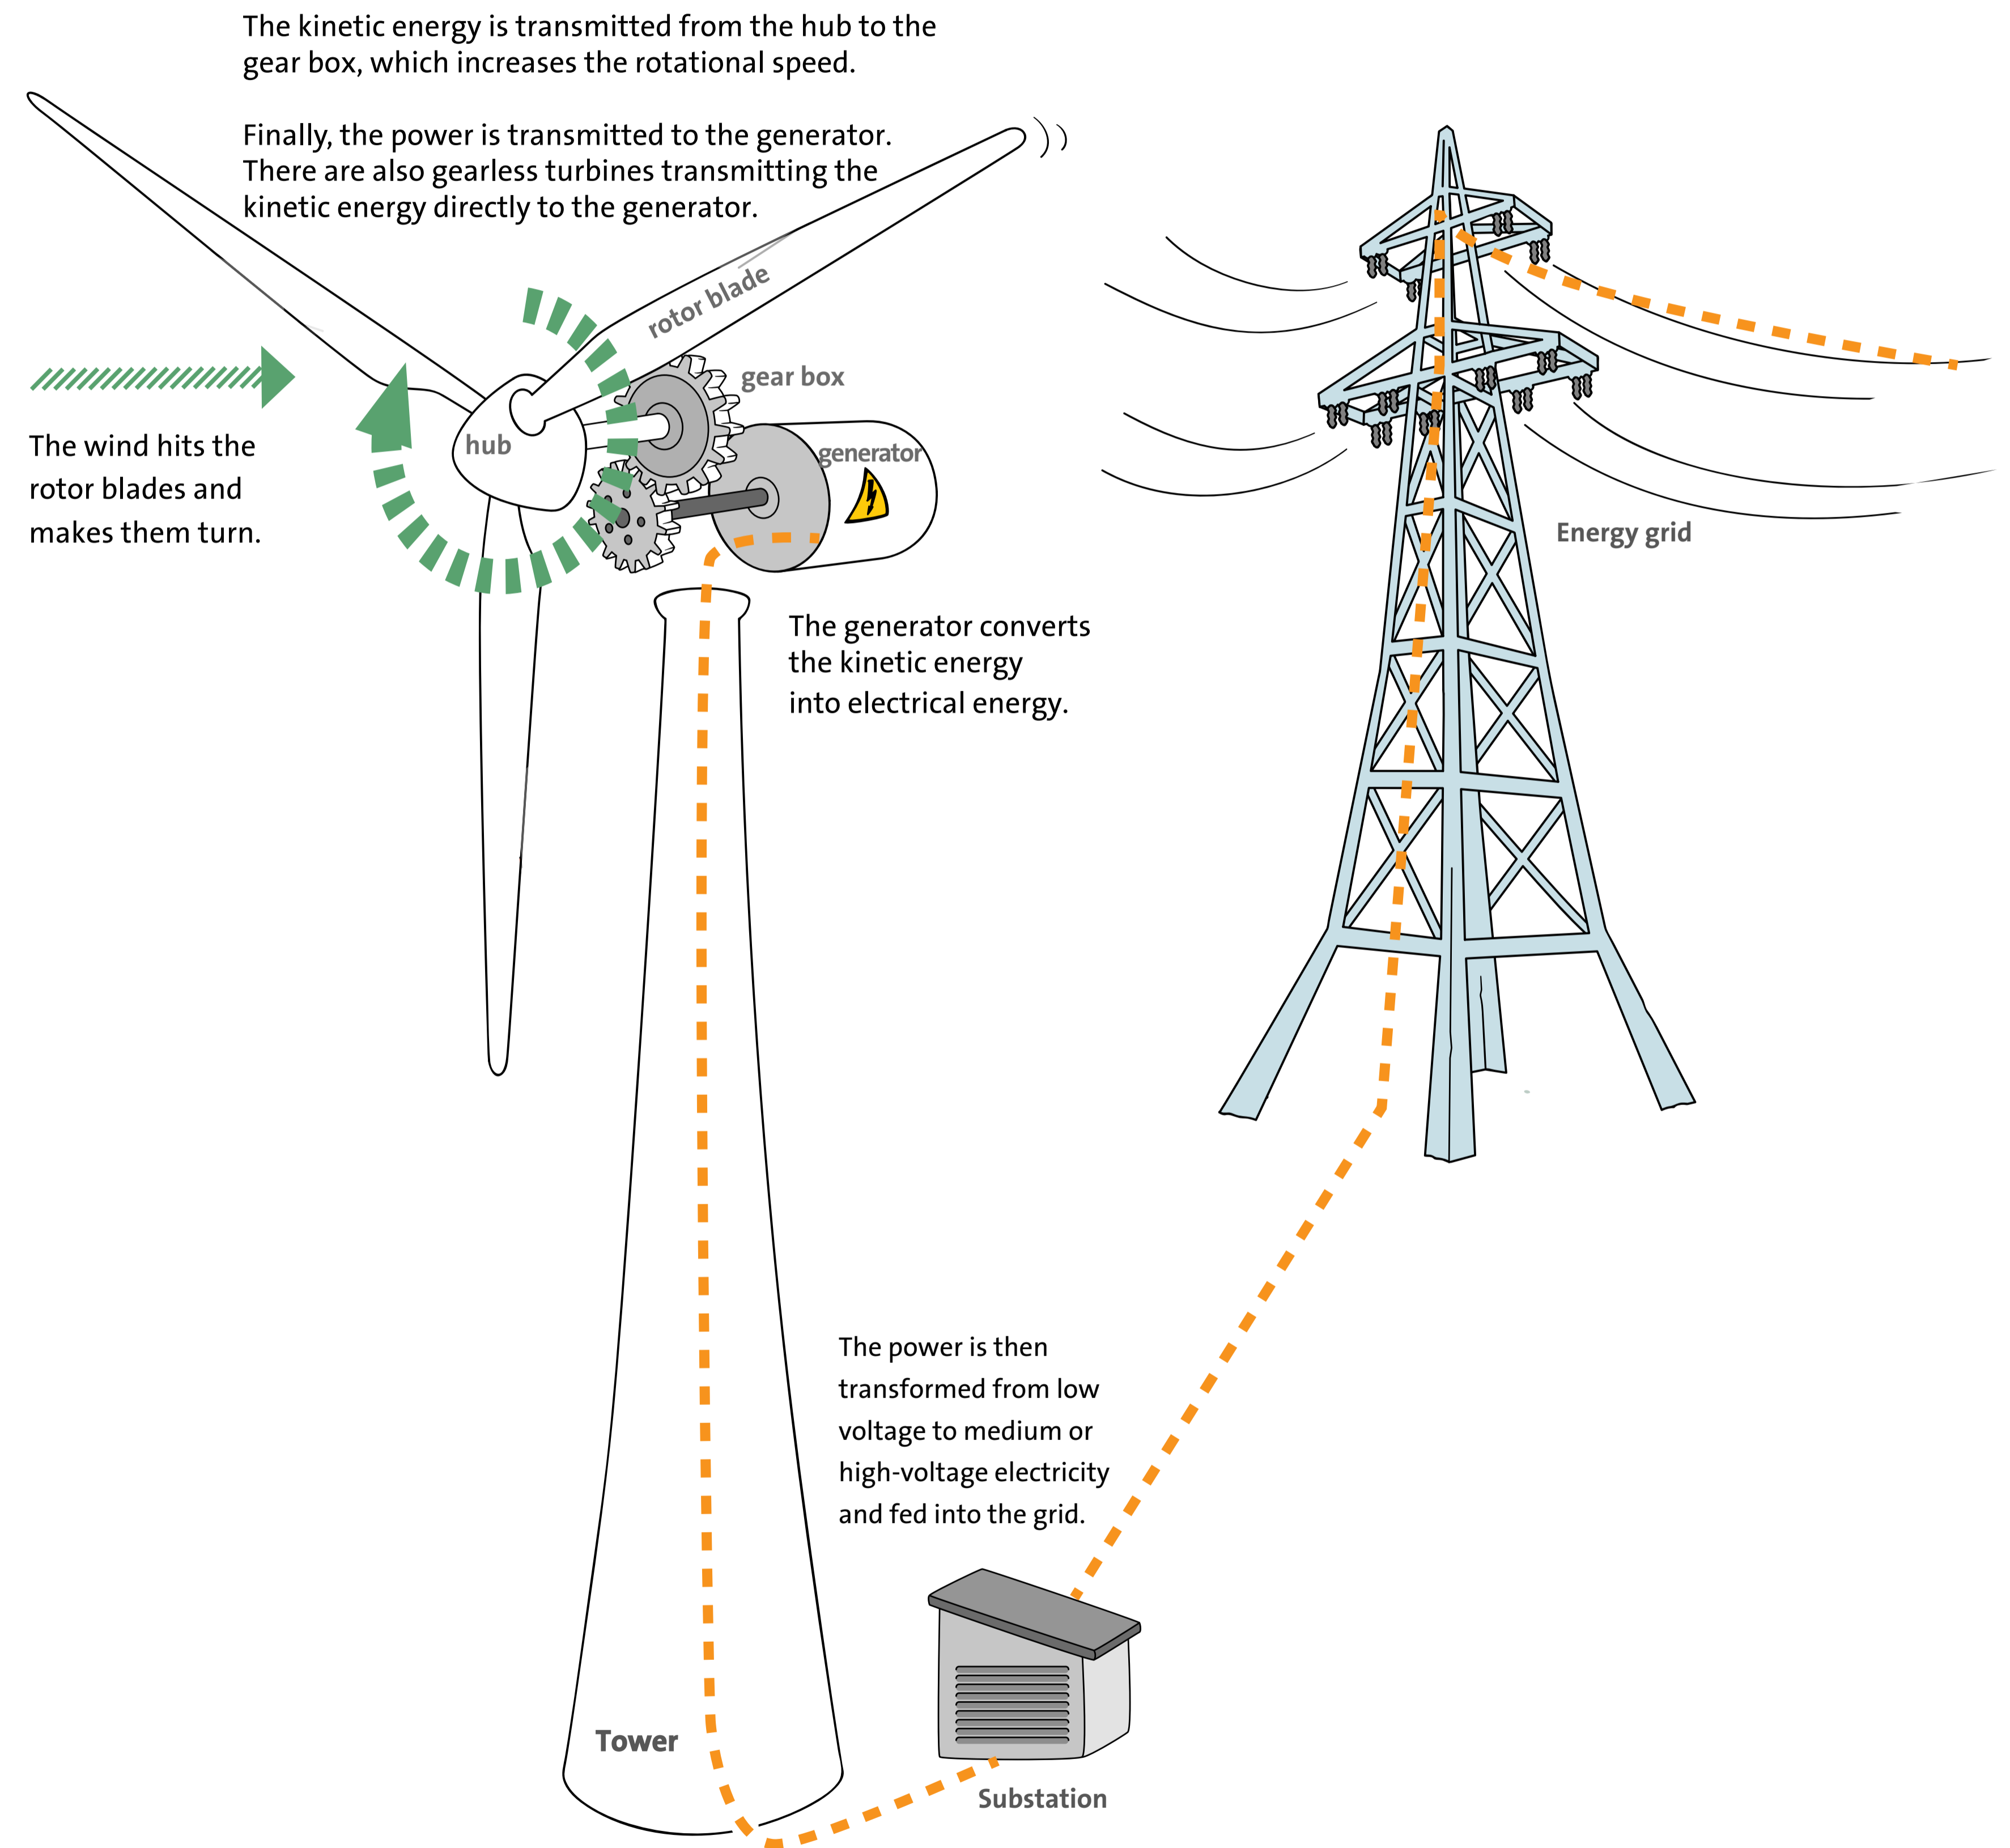 The kinetic energy is transmitted from the hub to the
gear box, which increases the rotational speed.
Finally, the power is transmitted to the generator.
There are also gearless turbines transmitting the
kinetic energy directly to the generator.
rotor blade
gear box
hub
generator
The wind hits the
rotor blades and
makes them turn.
Energy grid
The generator converts
the kinetic energy
into electrical energy.
The power is then
transformed from low
voltage to medium or
high-voltage electricity
and fed into the grid.
Tower
Substation